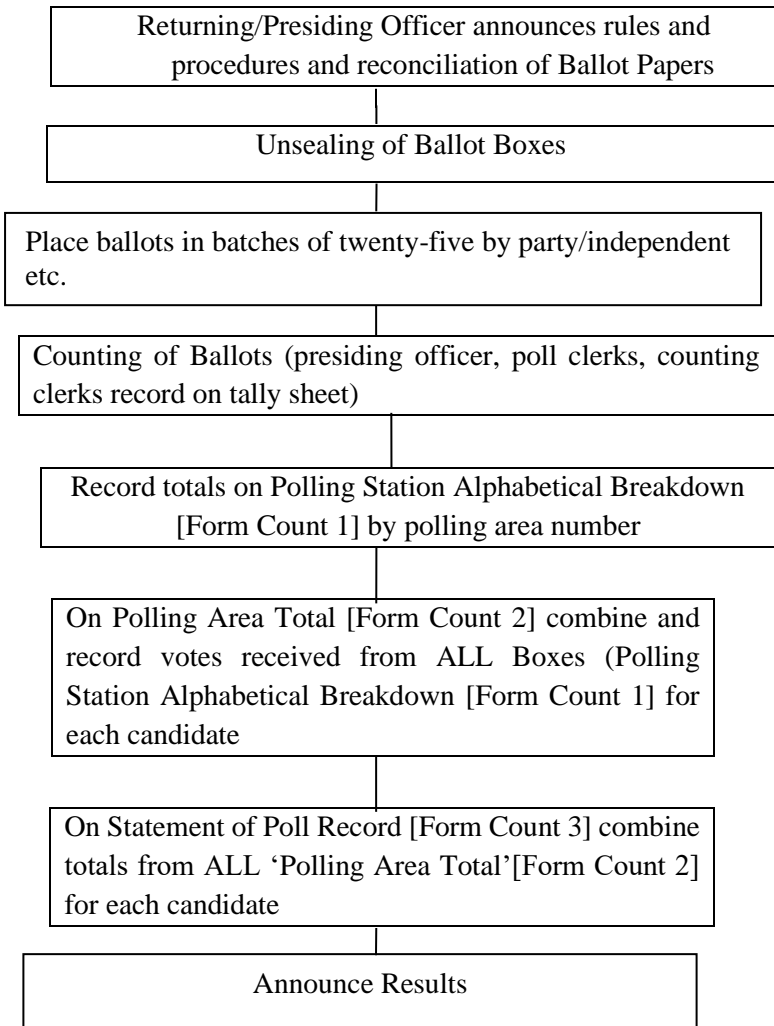 Returning/Presiding Officer announces rules and
procedures and reconciliation of Ballot Papers
Unsealing of Ballot Boxes
Place ballots in batches of twenty-five by party/independent
etc.
Counting of Ballots (presiding officer, poll clerks, counting
clerks record on tally sheet)
Record totals on Polling Station Alphabetical Breakdown
[Form Count 1] by polling area number
On Polling Area Total [Form Count 2] combine and
record votes received from ALL Boxes (Polling
Station Alphabetical Breakdown [Form Count 1] for
each candidate
On Statement of Poll Record [Form Count 3] combine
totals from ALL ‘Polling Area Total’[Form Count 2]
for each candidate
Announce Results